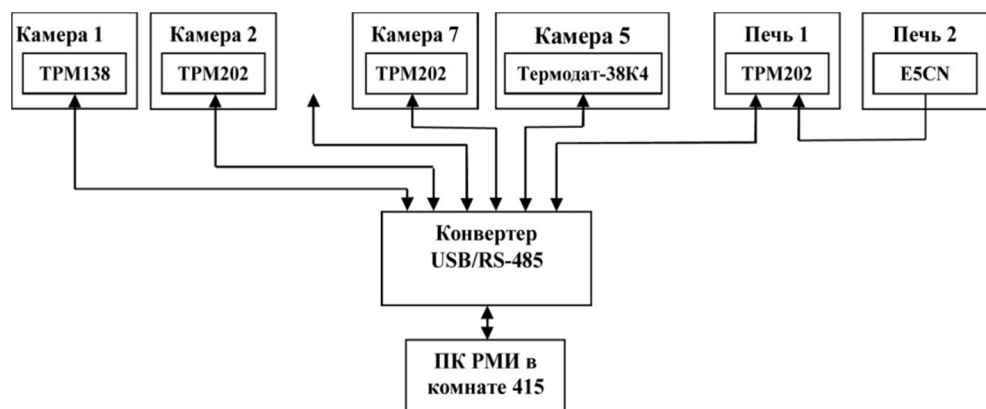 Камера 1
ТРМ138
Камера 2
ТРМ202
Камера 7
ТРМ202
Камера 5
Термодат-38К4
Печь 1
ТРМ202
Печь 2
E5CN
Конвертер
USB/RS-485
ПК РМИ в
комнате 415